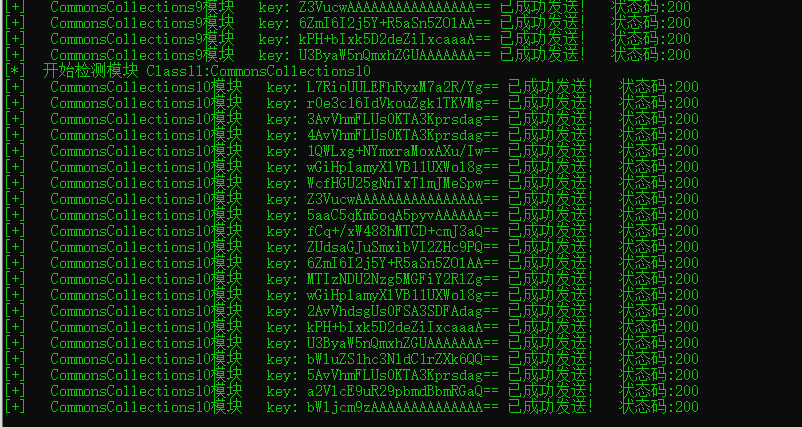 [+] CommonsCollections9模块 key: Z3VucwAAAAAAAAAAAAAAAA== 已成功发送! 状态码:200
[+] CommonsCollections9模块 key: 6ZmI6I2j5Y+R5aSn5ZO1AA== 已成功发送! 状态码:200
[+] CommonsCollections9模块 key: kPH+bIxk5D2deZiIxcaaaA== 已成功发送! 状态码:200
[+] CommonsCollections9模块 key: U3ByaW5nQmxhZGUAAAAAAA== 已成功发送! 状态码:200
[*] 开始检测模块 Class11:CommonsCollections10
[+] CommonsCollections10模块 key: L7RioUULEFhRyxM7a2R/Yg== 已成功发送! 状态码:200
[+] CommonsCollections10模块 key: r0e3c16IdVkouZgk1TKVMg== 已成功发送! 状态码:200
[+] CommonsCollections10模块 key: 3AvVhmFLUs0KTA3Kprsdag== 已成功发送! 状态码:200
[+] CommonsCollections10模块 key: 4AvVhmFLUs0KTA3Kprsdag== 已成功发送! 状态码:200
[+] CommonsCollections10模块 key: 1QWLxg+NYmxraMoxAXu/Iw== 已成功发送! 状态码:200
[+] CommonsCollections10模块 key: wGiHplamyXlVB11UXWol8g== 已成功发送! 状态码:200
[+] CommonsCollections10模块 key: WcfHGU25gNnTxTlmJMeSpw== 已成功发送! 状态码:200
[+] CommonsCollections10模块 key: Z3VucwAAAAAAAAAAAAAAAA== 已成功发送! 状态码:200
[+] CommonsCollections10模块 key: 5aaC5qKm5oqA5pyvAAAAAA== 已成功发送! 状态码:200
[+] CommonsCollections10模块 key: fCq+/xW488hMTCD+cmJ3aQ== 已成功发送! 状态码:200
[+] CommonsCollections10模块 key: ZUdsaGJuSmxibVI2ZHc9PQ== 已成功发送! 状态码:200
[+] CommonsCollections10模块 key: 6ZmI6I2j5Y+R5aSn5ZO1AA== 已成功发送! 状态码:200
[+] CommonsCollections10模块 key: MTIzNDU2Nzg5MGFiY2RlZg== 已成功发送! 状态码:200
[+] CommonsCollections10模块 key: wGiHplamyXlVB11UXWol8g== 已成功发送! 状态码:200
[+] CommonsCollections10模块 key: 2AvVhdsgUs0FSA3SDFAdag== 已成功发送! 状态码:200
[+] CommonsCollections10模块 key: kPH+bIxk5D2deZiIxcaaaA== 已成功发送! 状态码:200
[+] CommonsCollections10模块 key: U3ByaW5nQmxhZGUAAAAAAA== 已成功发送! 状态码:200
[+] CommonsCollections10模块 key: bWluZS1hc3NldC1rZXk6QQ== 已成功发送! 状态码:200
[+] CommonsCollections10模块 key: 5AvVhmFLUs0KTA3Kprsdag== 已成功发送! 状态码:200
[+] CommonsCollections10模块 key: a2VlcE9uR29pbmdBbmRGaQ== 已成功发送! 状态码:200
[+] CommonsCollections10模块 key: bWljcm9zAAAAAAAAAAAAAA== 已成功发送! 状态码:200